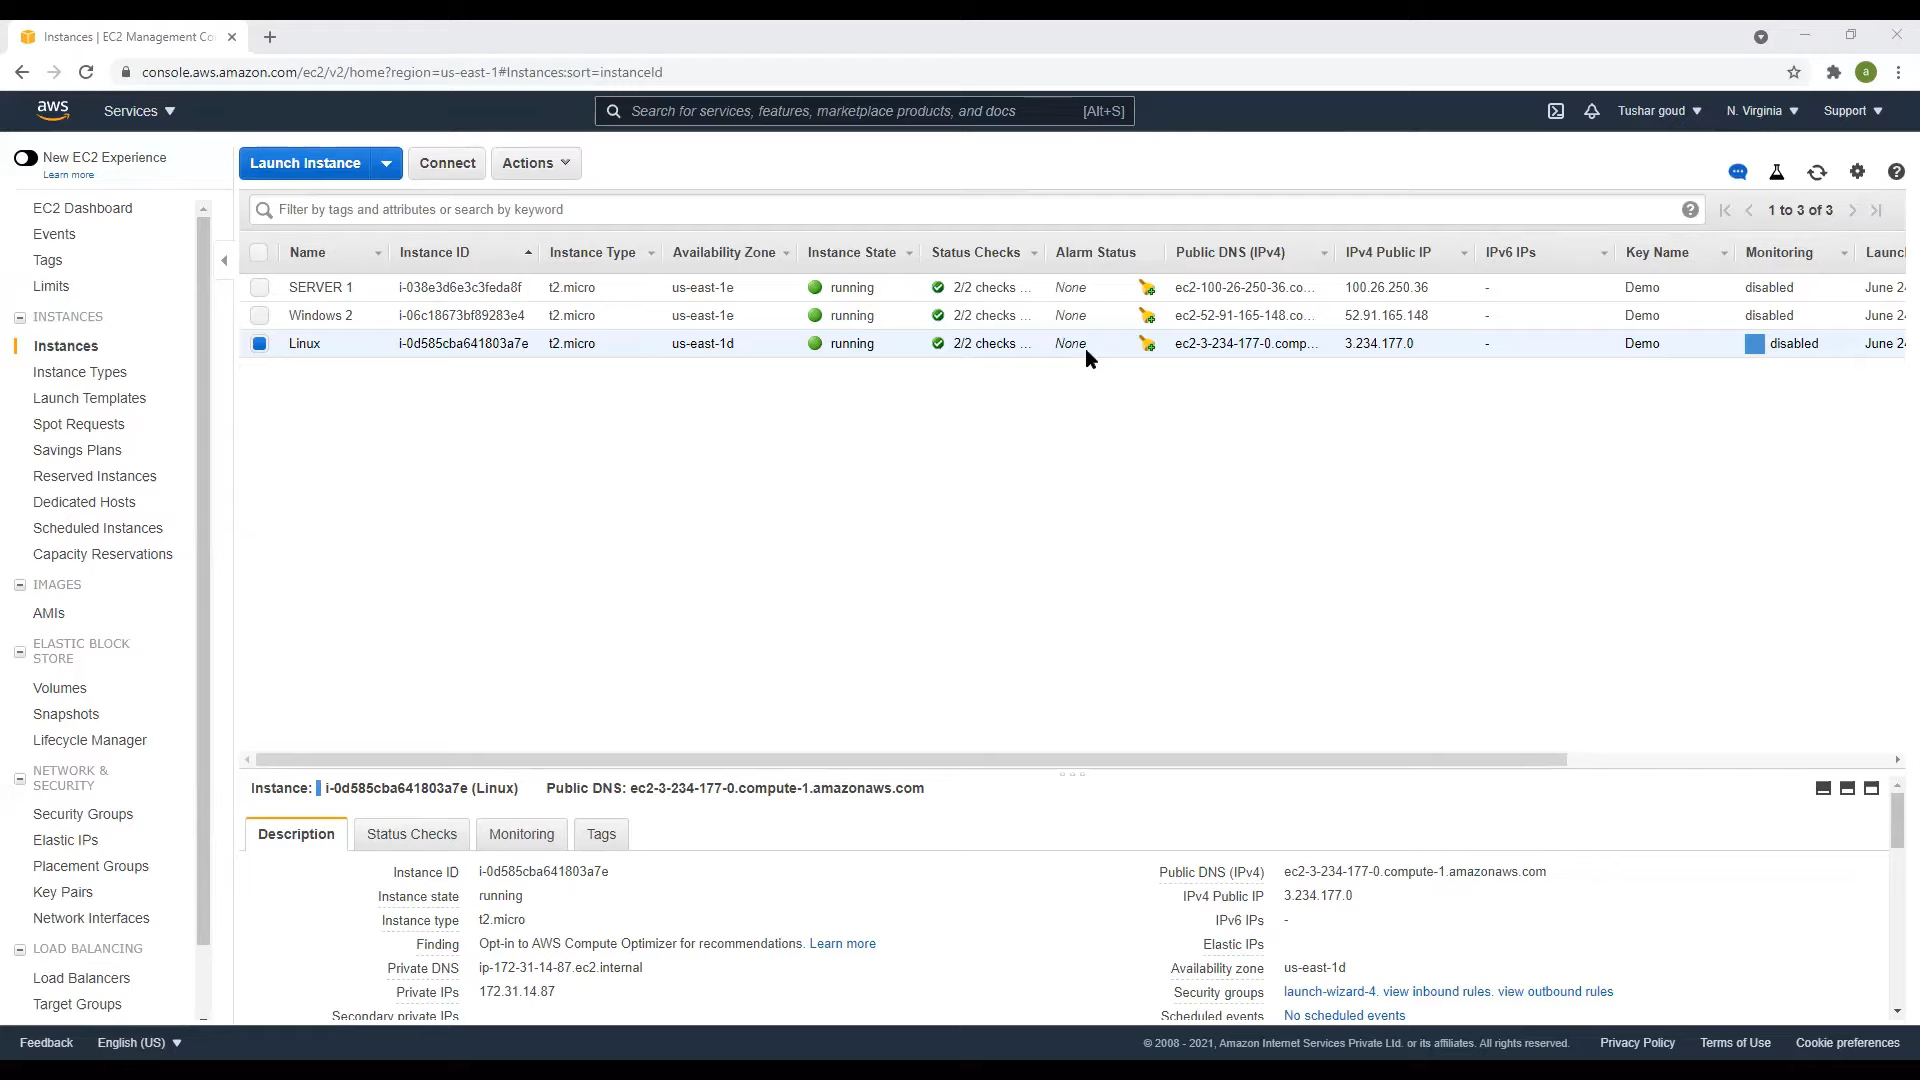 Instances | EC2 Management Co
console.aws.amazon.com/ec2/v2/home?region=us-east-1#Instances:sort=instanceId
a
aws
Services
Search for services, features, marketplace products, and docs [Alt+S]
Tushar goud
N. Virginia
Support
New EC2 Experience
Learn more
EC2 Dashboard
Events
Tags
Limits
INSTANCES
Instances
Instance Types
Launch Templates
Spot Requests
Savings Plans
Reserved Instances
Dedicated Hosts
Scheduled Instances
Capacity Reservations
IMAGES
AMIs
ELASTIC BLOCK
STORE
Volumes
Snapshots
Lifecycle Manager
NETWORK &
SECURITY
Security Groups
Elastic IPs
Placement Groups
Key Pairs
Network Interfaces
LOAD BALANCING
Load Balancers
Target Groups
Launch Instance
Connect
Actions
Filter by tags and attributes or search by keyword
1 to 3 of 3
Name Instance ID Instance Type Availability Zone Instance State Status Checks Alarm Status Public DNS (IPv4) IPv4 Public IP IPv6 IPs Key Name Monitoring Launc
SERVER 1 i-038e3d6e3c3feda8f t2.micro us-east-1e running 2/2 checks ... None ec2-100-26-250-36.co... 100.26.250.36 - Demo disabled June 24
Windows 2 i-06c18673bf89283e4 t2.micro us-east-1e running 2/2 checks ... None ec2-52-91-165-148.co... 52.91.165.148 - Demo disabled June 24
Linux i-0d585cba641803a7e t2.micro us-east-1d running 2/2 checks ... None ec2-3-234-177-0.comp... 3.234.177.0 - Demo disabled June 24
Instance: i-0d585cba641803a7e (Linux) Public DNS: ec2-3-234-177-0.compute-1.amazonaws.com
Description
Status Checks
Monitoring
Tags
Instance ID i-0d585cba641803a7e
Instance state running
Instance type t2.micro
Finding Opt-in to AWS Compute Optimizer for recommendations. Learn more
Private DNS ip-172-31-14-87.ec2.internal
Private IPs 172.31.14.87
Secondary private IPs
Public DNS (IPv4) ec2-3-234-177-0.compute-1.amazonaws.com
IPv4 Public IP 3.234.177.0
IPv6 IPs -
Elastic IPs
Availability zone us-east-1d
Security groups launch-wizard-4. view inbound rules. view outbound rules
Scheduled events No scheduled events
Feedback
English (US)
© 2008 - 2021, Amazon Internet Services Private Ltd. or its affiliates. All rights reserved.
Privacy Policy
Terms of Use
Cookie preferences